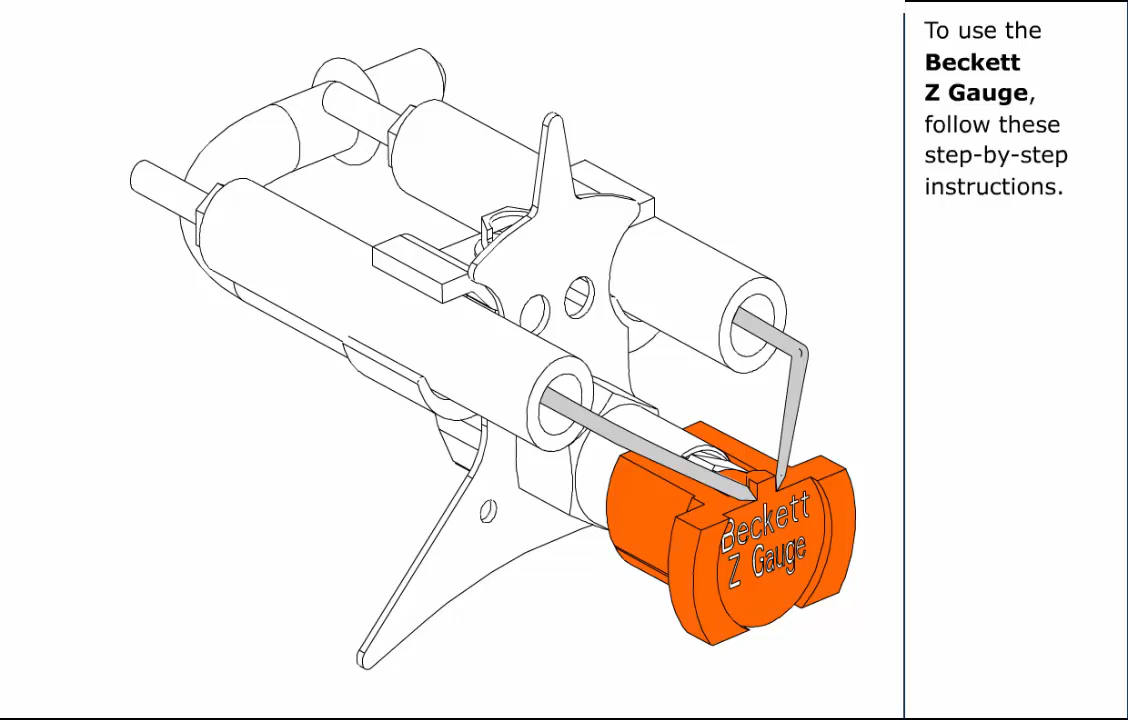 To use the
Beckett
Z Gauge,
follow these
step-by-step
instructions.
Beckett
Z Gauge